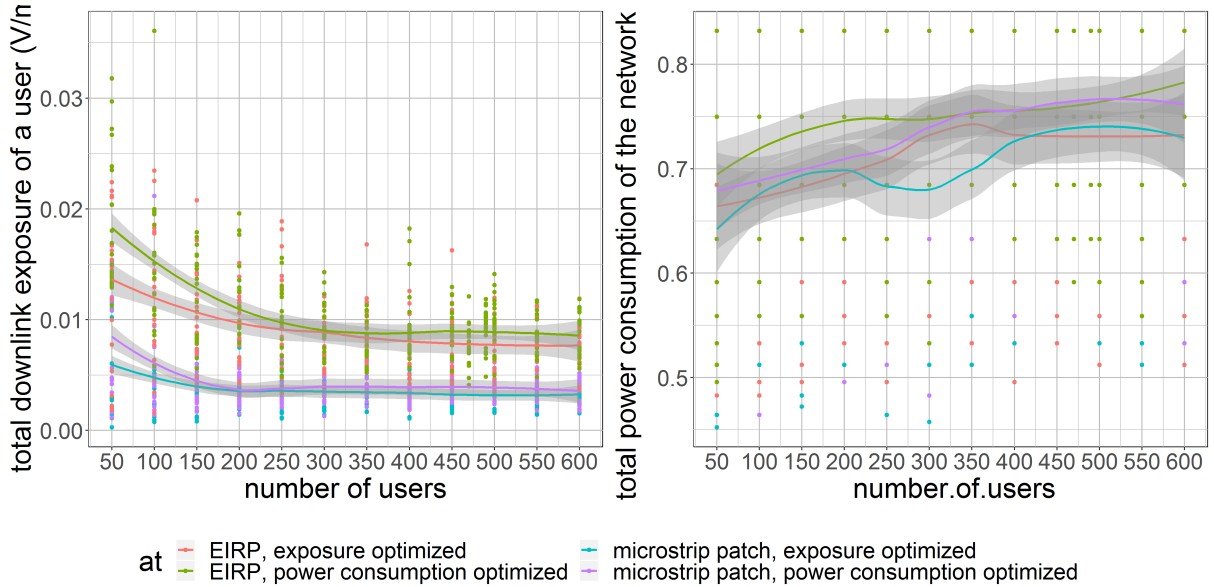 total downlink exposure of a user (V/n
0.03
0.02
0.01
0.00
50 100 150 200 250 300 350 400 450 500 550 600
number of users
total power consumption of the network
0.8
0.7
0.6
0.5
50 100 150 200 250 300 350 400 450 500 550 600
number.of.users
at
EIRP, exposure optimized
EIRP, power consumption optimized
microstrip patch, exposure optimized
microstrip patch, power consumption optimized